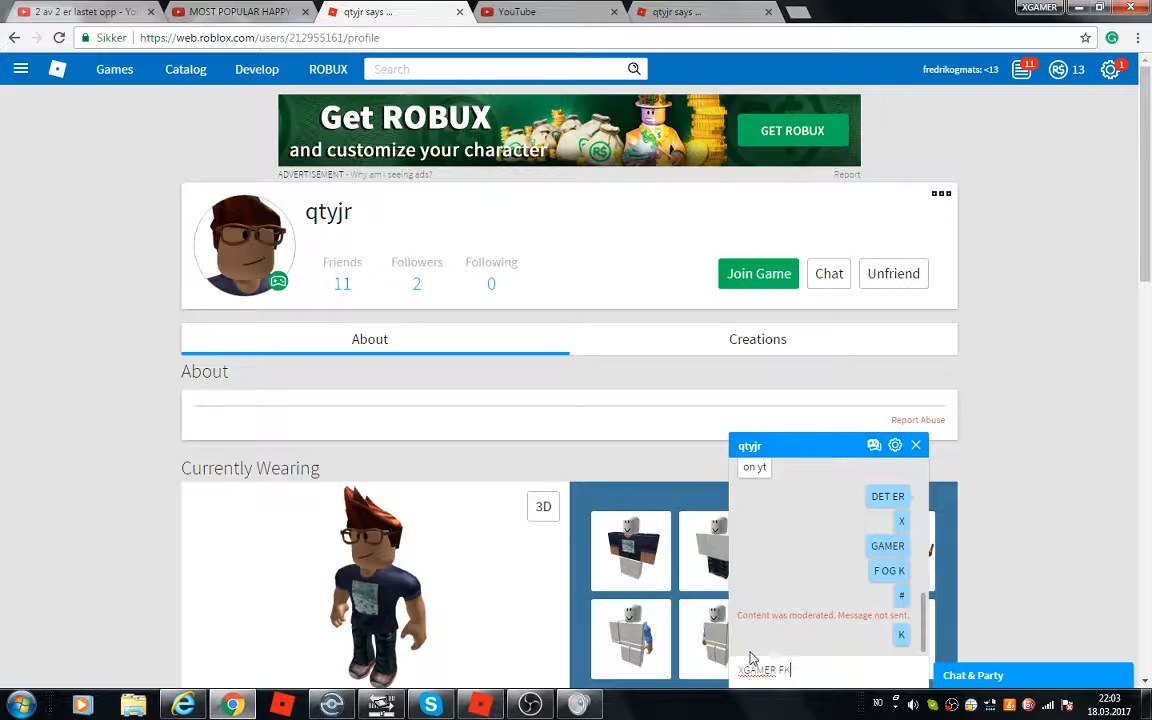 2 av 2 er lastet opp. - Yo
MOST POPULAR HAPPY
qtyjr says ...
YouTube
qtyjr says ...
XGAMER
Sikker
https://web.roblox.com/users/212955161/profile
Games
Catalog
Develop
ROBUX
Search
fredrikogmats: <13
11
R$
13
1
Get ROBUX
and customize your character
R$
GET ROBUX
ADVERTISEMENT - Why am i seeing ads?
Report
qtyjr
Friends
Followers
Following
11
2
0
Join Game
Chat
Unfriend
About
Creations
About
Report Abuse
Currently Wearing
3D
qtyjr
on yt
DET ER
X
GAMER
F OG K
#
Content was moderated. Message not sent.
K
XGAMER FK
Chat & Party
NO
22:03
18.03.2017